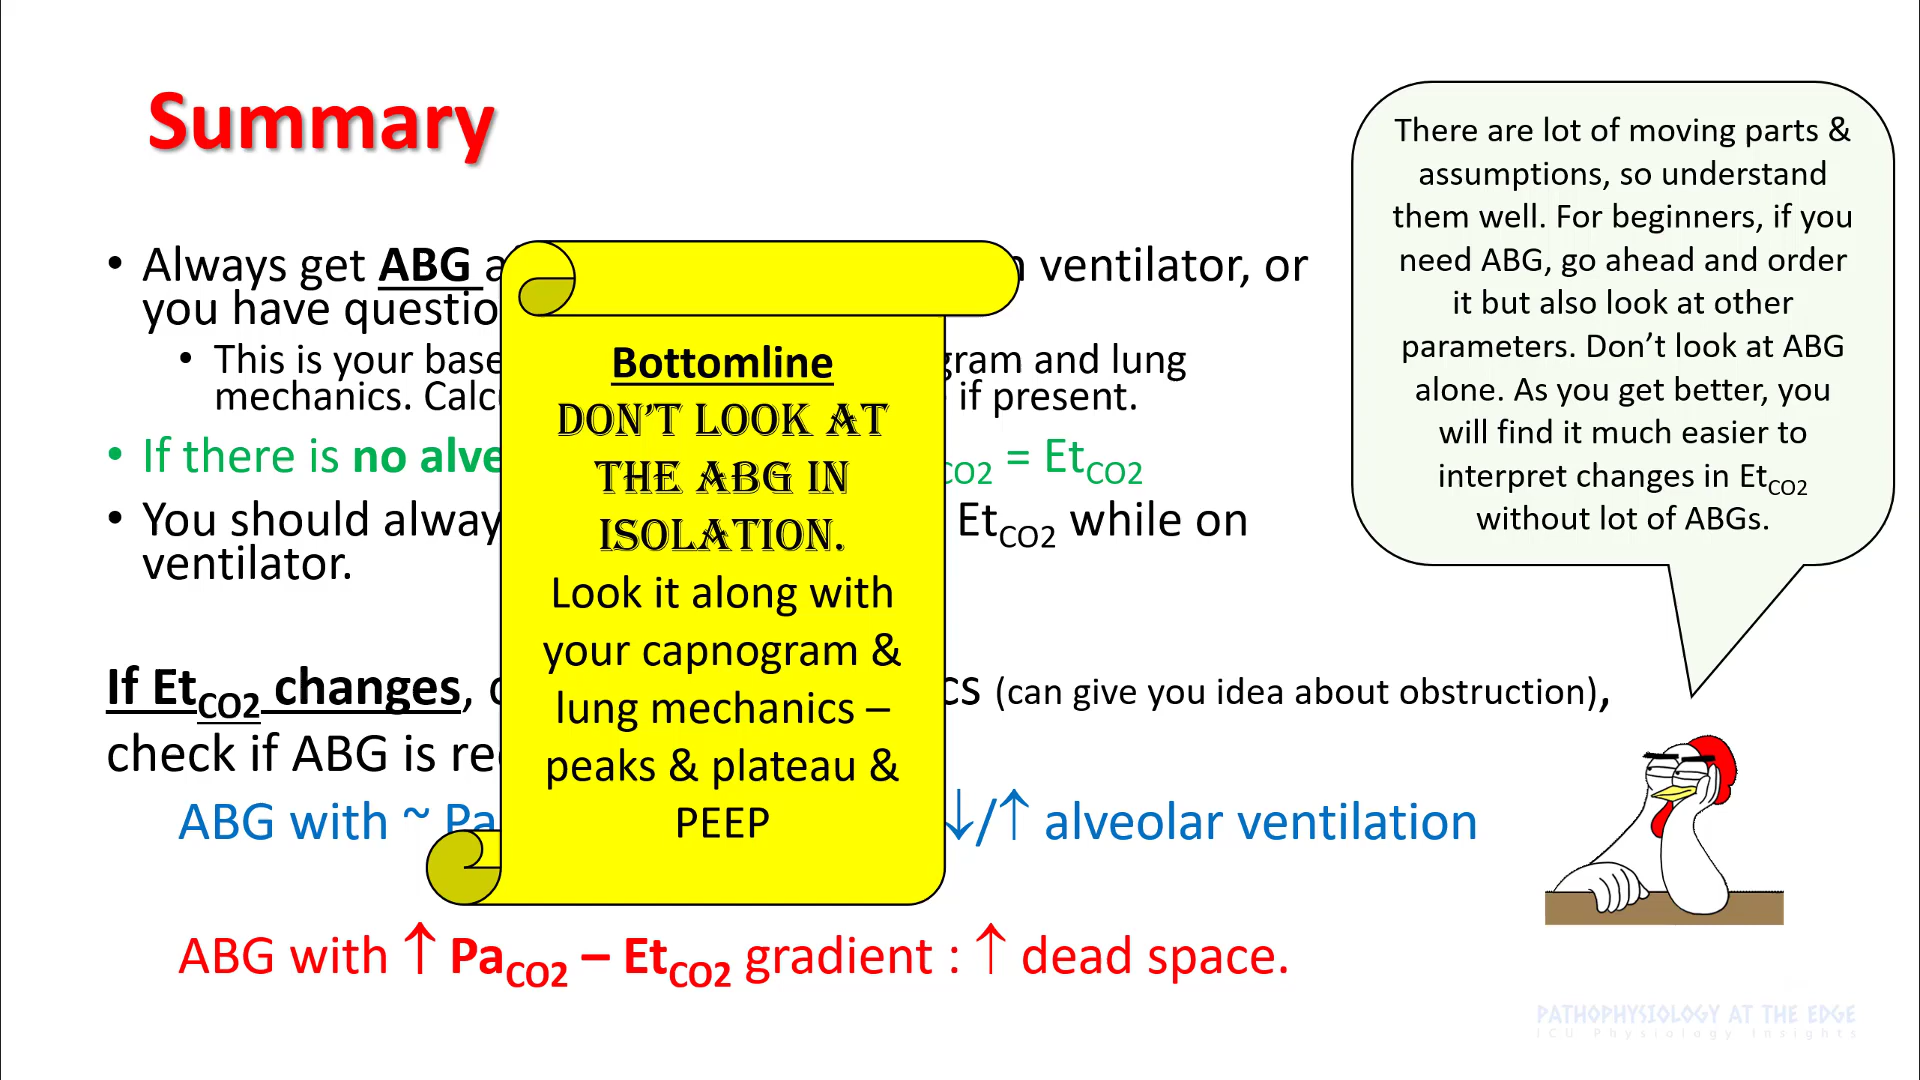 Summary
• Always get ABG a
n ventilator, or
you have questio
• This is your base
gram and lung
mechanics. Calc
if present.
• If there is no alve
CO2 = EtCO2
• You should alway
EtCO2 while on
ventilator.
If EtCO2 changes,
cs (can give you idea about obstruction),
check if ABG is re
ABG with ~ Pa
↓/↑ alveolar ventilation
ABG with ↑ PaCO2 – EtCO2 gradient : ↑ dead space.
Bottomline
DON’T LOOK AT
THE ABG IN
ISOLATION.
Look it along with
your capnogram &
lung mechanics –
peaks & plateau &
PEEP
There are lot of moving parts &
assumptions, so understand
them well. For beginners, if you
need ABG, go ahead and order
it but also look at other
parameters. Don’t look at ABG
alone. As you get better, you
will find it much easier to
interpret changes in EtCO2
without lot of ABGs.
PATHOPHYSIOLOGY AT THE EDGE
ICU Physiology Insights